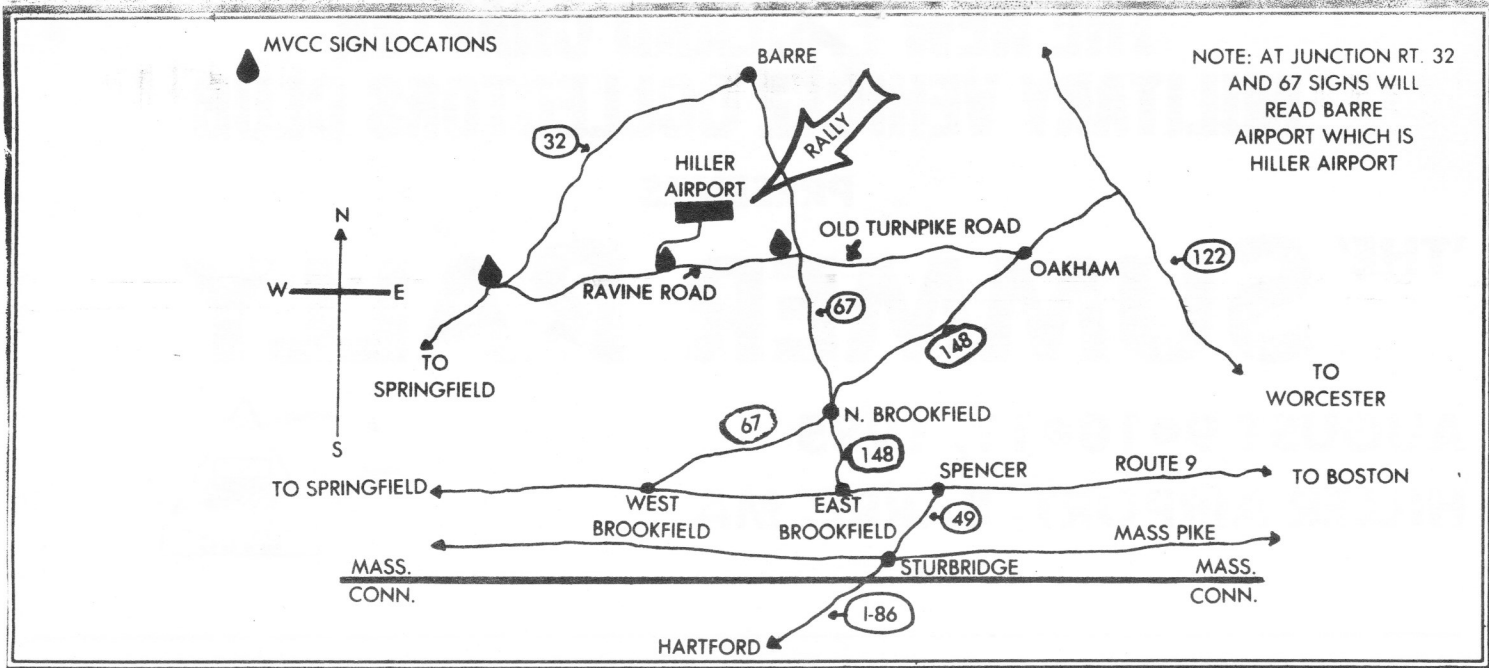 MVCC SIGN LOCATIONS
BARRE
NOTE: AT JUNCTION RT. 32
AND 67 SIGNS WILL
READ BARRE
AIRPORT WHICH IS
HILLER AIRPORT
32
RALLY
HILLER
AIRPORT
N
W
E
S
OLD TURNPIKE ROAD
OAKHAM
122
RAVINE ROAD
67
148
TO
SPRINGFIELD
TO
WORCESTER
N. BROOKFIELD
67
148
SPENCER
ROUTE 9
TO SPRINGFIELD
TO BOSTON
WEST
BROOKFIELD
EAST
BROOKFIELD
49
MASS PIKE
STURBRIDGE
MASS.
CONN.
MASS.
CONN.
I-86
HARTFORD